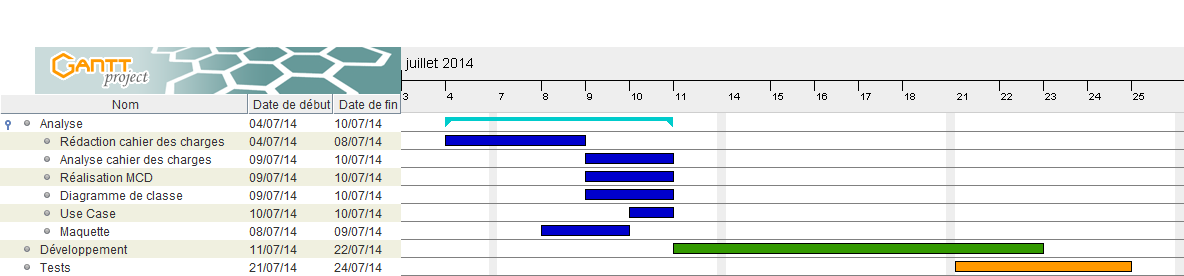 GANTT
project
juillet 2014
3 4 7 8 9 10 11 14 15 16 17 18 21 22 23 24 25
Nom Date de début Date de fin
Analyse 04/07/14 10/07/14
Rédaction cahier des charges 04/07/14 08/07/14
Analyse cahier des charges 09/07/14 10/07/14
Réalisation MCD 09/07/14 10/07/14
Diagramme de classe 09/07/14 10/07/14
Use Case 10/07/14 10/07/14
Maquette 08/07/14 09/07/14
Développement 11/07/14 22/07/14
Tests 21/07/14 24/07/14